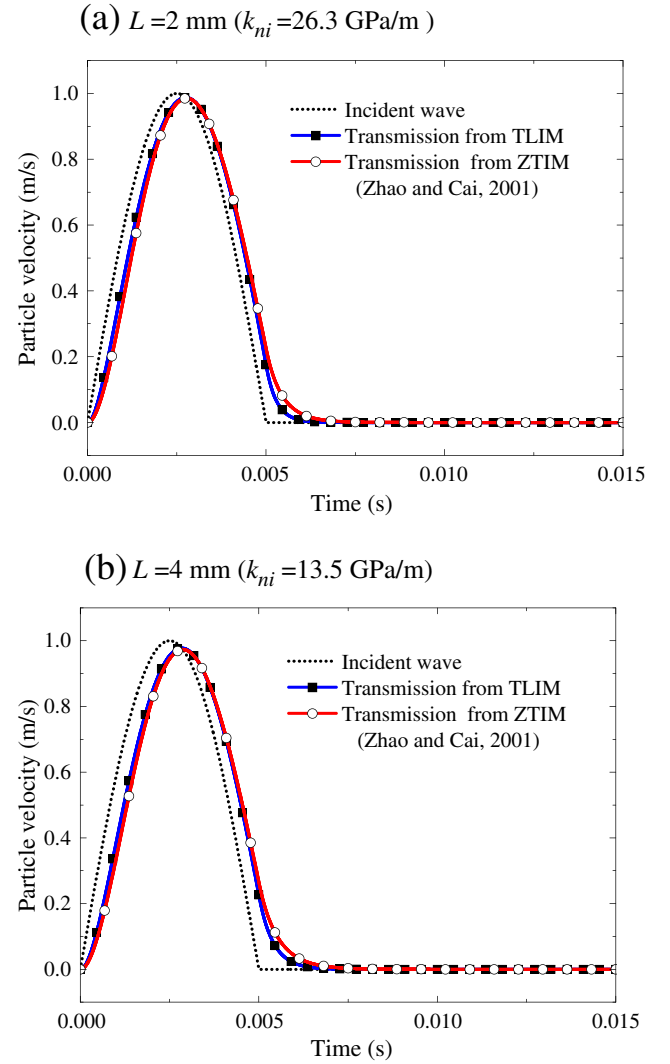 (a) L =2 mm (kni =26.3 GPa/m )
1.0
0.8
0.6
0.4
0.2
0.0
Particle velocity (m/s)
Incident wave
Transmission from TLIM
Transmission from ZTIM
(Zhao and Cai, 2001)
0.000 0.005 0.010 0.015
Time (s)
(b) L =4 mm (kni =13.5 GPa/m)
1.0
0.8
0.6
0.4
0.2
0.0
Particle velocity (m/s)
Incident wave
Transmission from TLIM
Transmission from ZTIM
(Zhao and Cai, 2001)
0.000 0.005 0.010 0.015
Time (s)